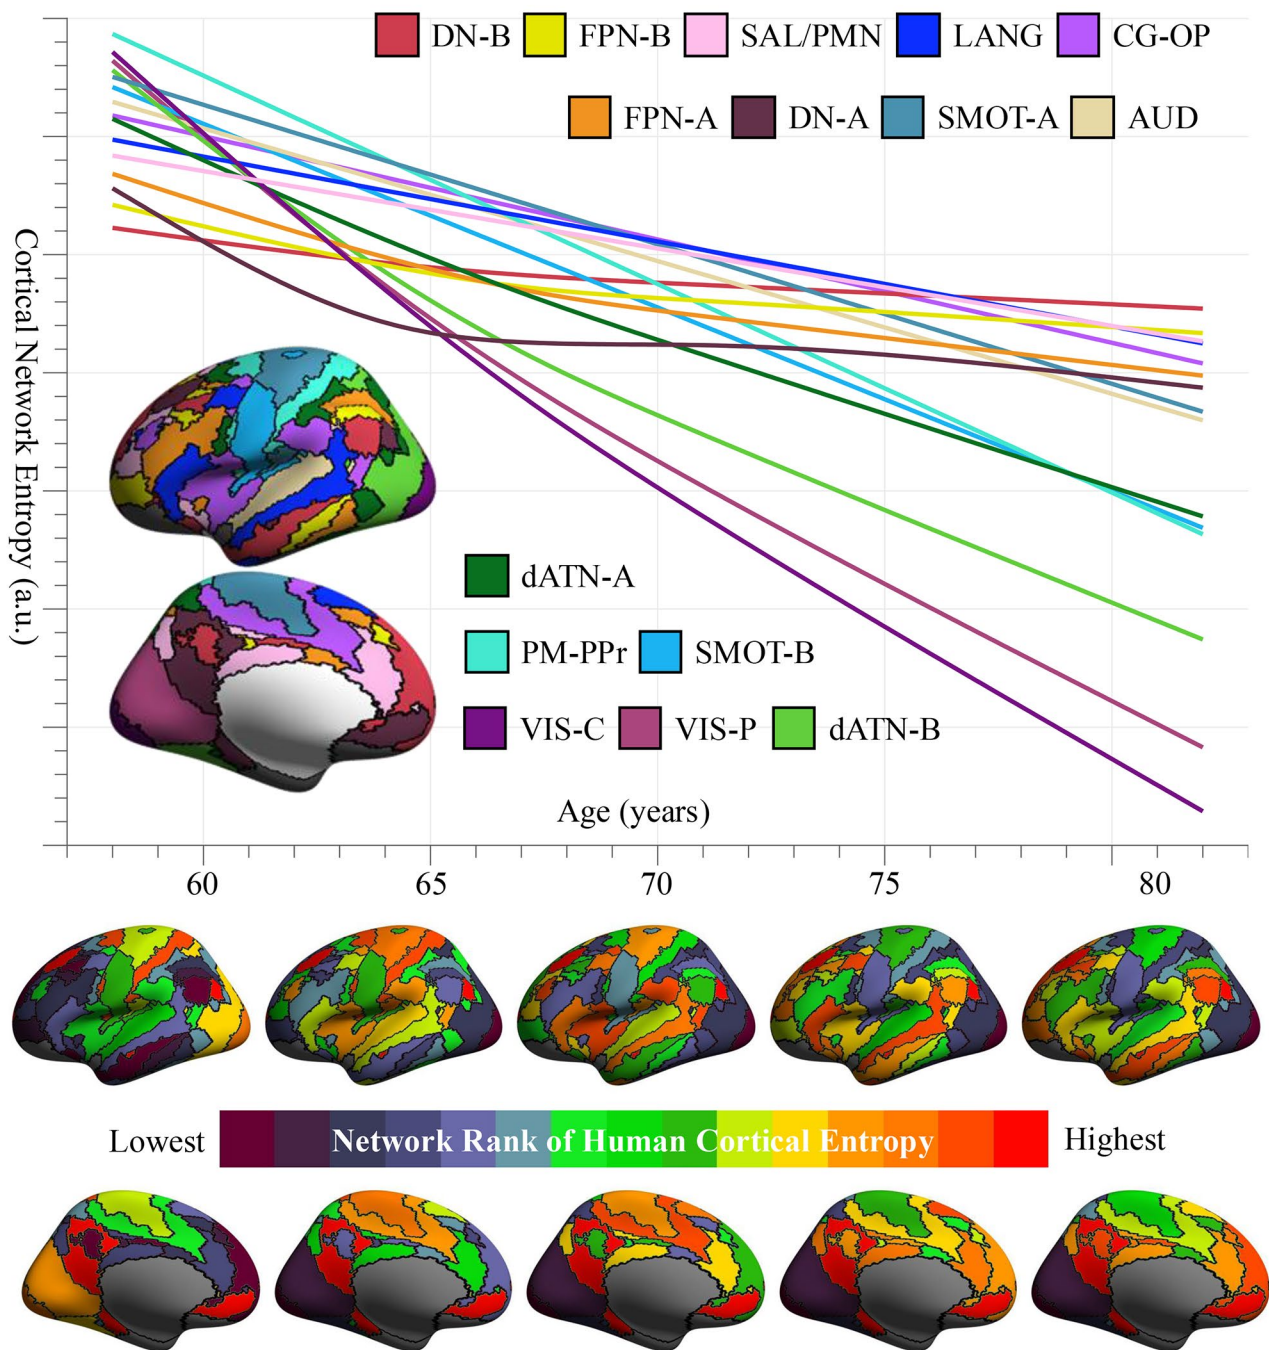 DN-B FPN-B SAL/PMN LANG CG-OP
FPN-A DN-A SMOT-A AUD
Cortical Network Entropy (a.u.)
dATN-A
PM-PPr SMOT-B
VIS-C VIS-P dATN-B
Age (years)
60 65 70 75 80
Lowest Network Rank of Human Cortical Entropy Highest